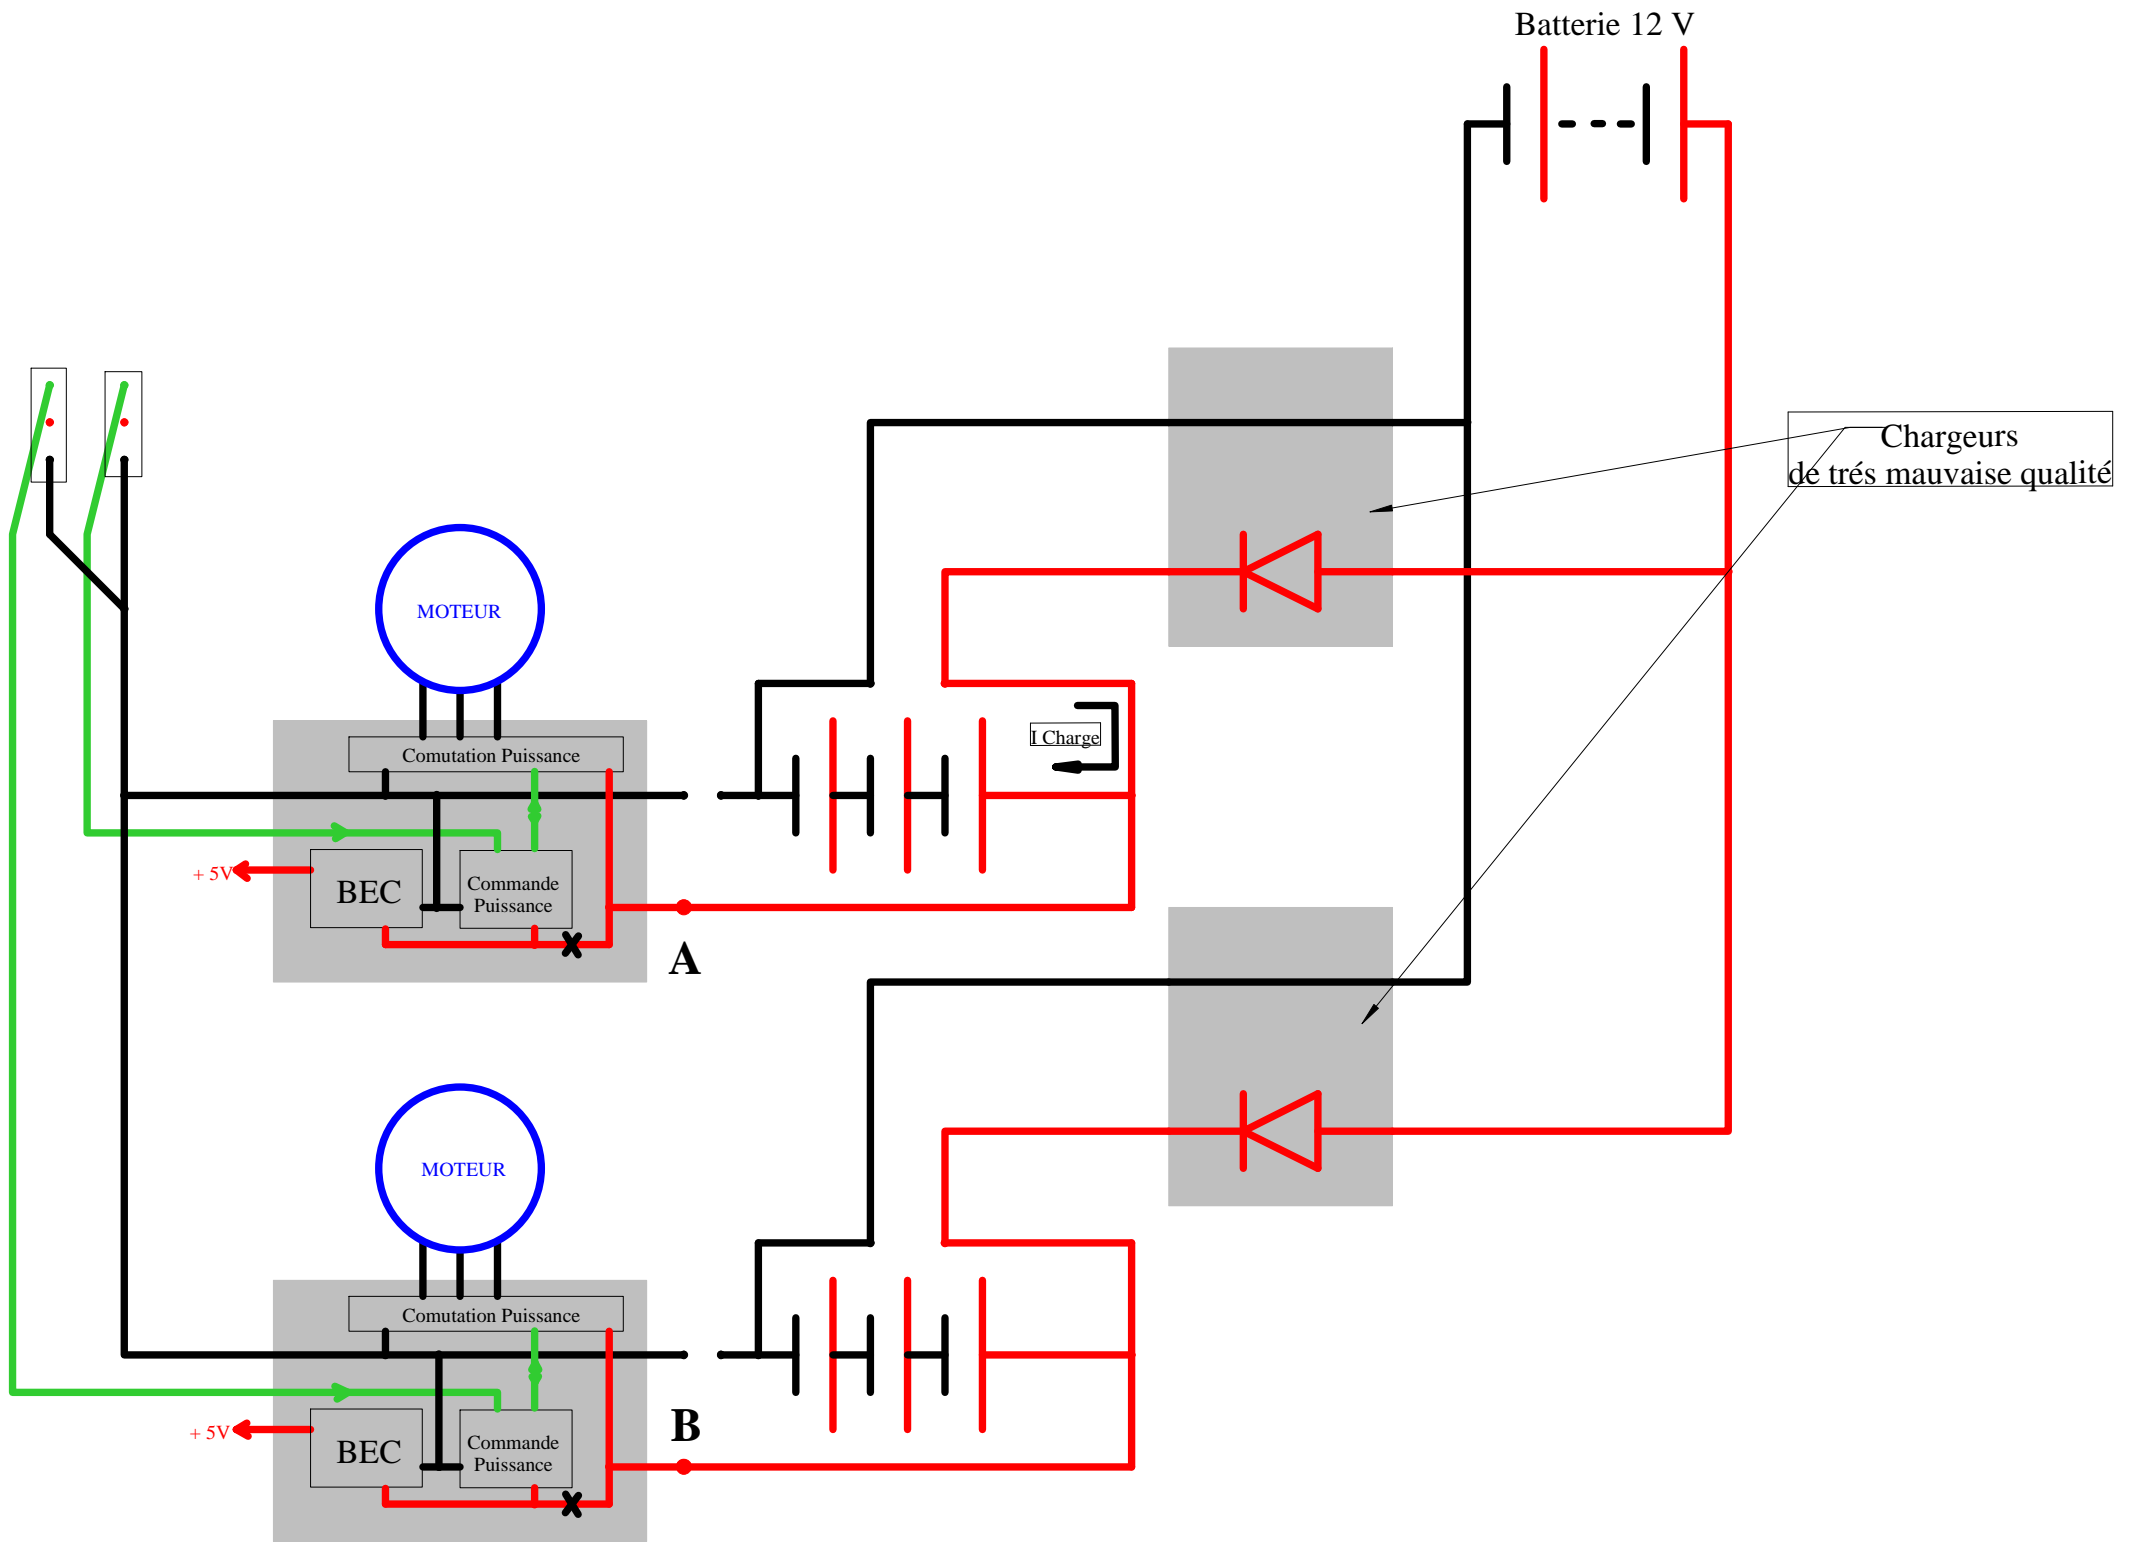 Batterie 12 V
Chargeurs
de trés mauvaise qualité
MOTEUR
I Charge
Comutation Puissance
+ 5V
BEC
Commande
Puissance
A
MOTEUR
Comutation Puissance
+ 5V
BEC
Commande
Puissance
B